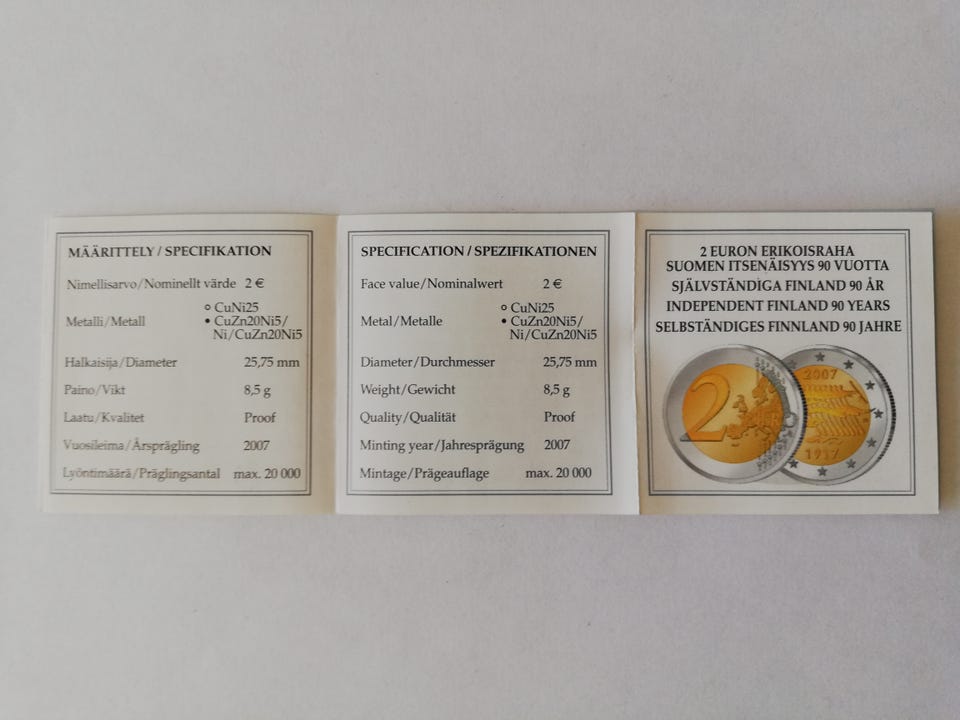 MÄÄRITTELY / SPECIFIKATION
Nimellisarvo/Nominellt värde 2 €
Metalli/Metall
° CuNi25
• CuZn20Ni5/
Ni/CuZn20Ni5
Halkaisija/Diameter 25,75 mm
Paino/Vikt 8,5 g
Laatu/Kvalitet Proof
Vuosileima/Årsprägling 2007
Lyöntimäärä/Präglingsantal max. 20 000
SPECIFICATION / SPEZIFIKATIONEN
Face value/Nominalwert 2 €
Metal/Metalle
° CuNi25
• CuZn20Ni5/
Ni/CuZn20Ni5
Diameter/Durchmesser 25,75 mm
Weight/Gewicht 8,5 g
Quality/Qualität Proof
Minting year/Jahresprägung 2007
Mintage/Prägeauflage max. 20 000
2 EURON ERIKOISRAHA
SUOMEN ITSENÄISYYS 90 VUOTTA
SJÄLVSTÄNDIGA FINLAND 90 ÅR
INDEPENDENT FINLAND 90 YEARS
SELBSTÄNDIGES FINNLAND 90 JAHRE
2
2007
1917